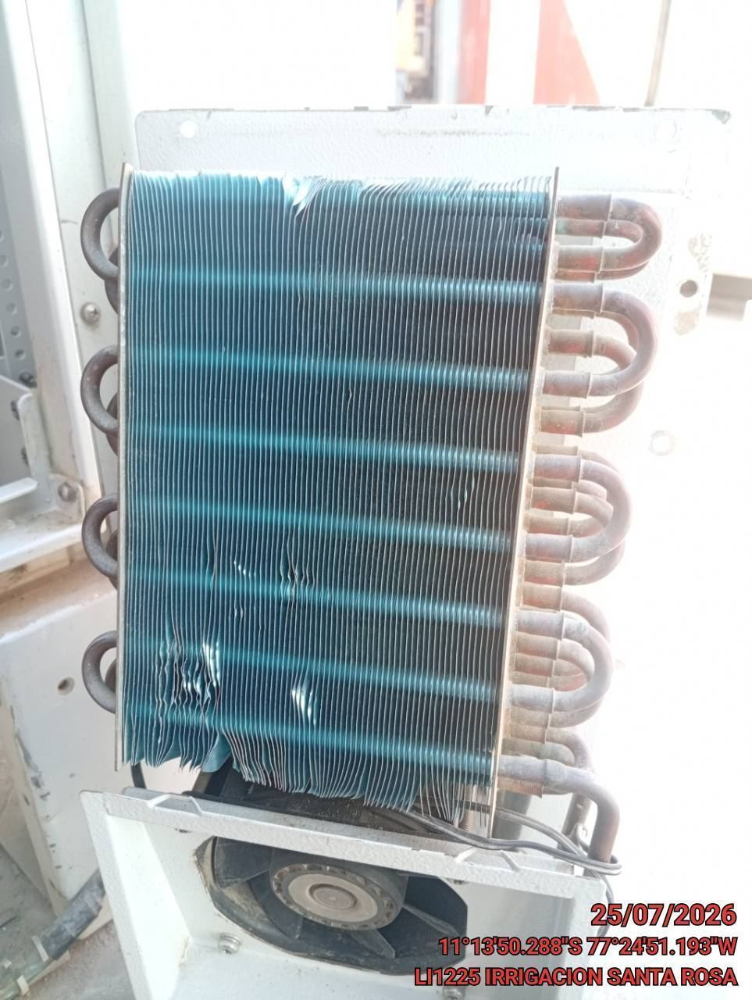 25/07/2026
11°13'50.288"S 77°24'51.193"W
LI1225 IRRIGACION SANTA ROSA